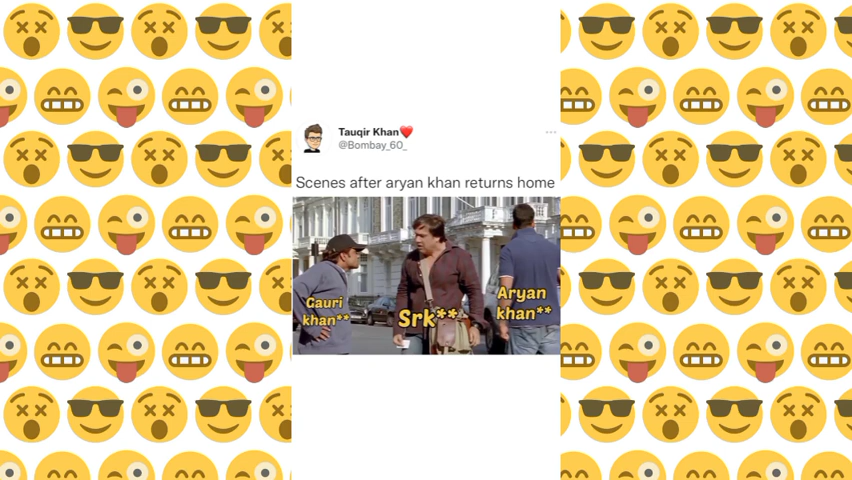 Tauqir Khan❤️
@Bombay_60_
Scenes after aryan khan returns home
Gauri
khan**
Srk**
Aryan
khan**